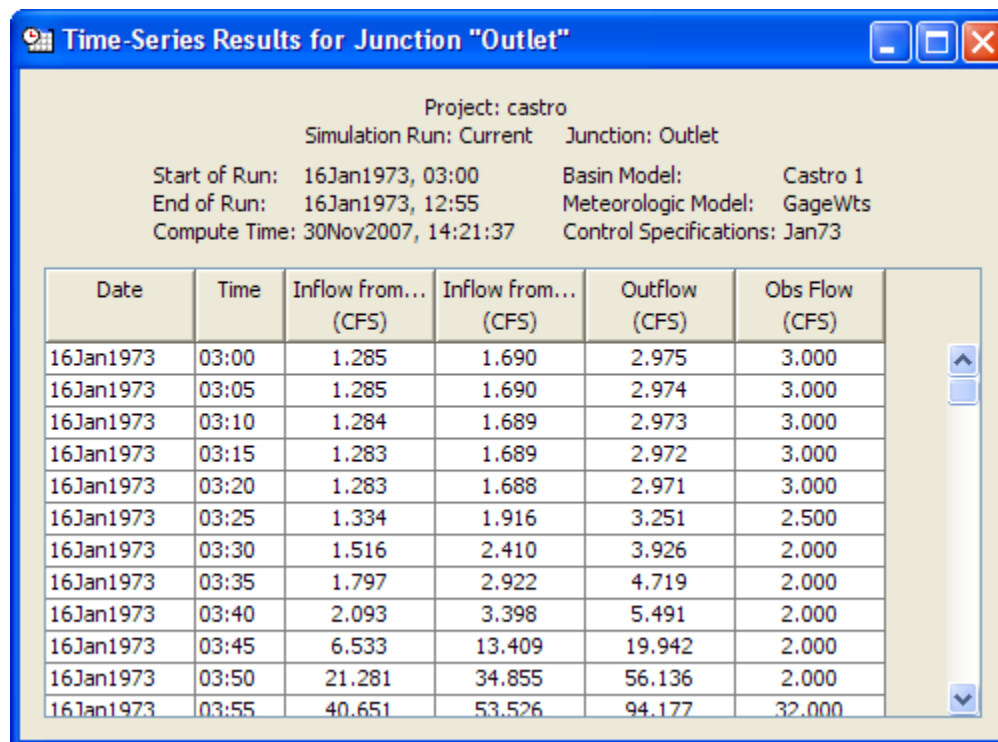 Time-Series Results for Junction "Outlet"
Project: castro
Simulation Run: Current Junction: Outlet
Start of Run: 16Jan1973, 03:00 Basin Model: Castro 1
End of Run: 16Jan1973, 12:55 Meteorologic Model: GageWts
Compute Time: 30Nov2007, 14:21:37 Control Specifications: Jan73
Date Time Inflow from... Inflow from... Outflow Obs Flow
(CFS) (CFS) (CFS) (CFS)
16Jan1973 03:00 1.285 1.690 2.975 3.000
16Jan1973 03:05 1.285 1.690 2.974 3.000
16Jan1973 03:10 1.284 1.689 2.973 3.000
16Jan1973 03:15 1.283 1.689 2.972 3.000
16Jan1973 03:20 1.283 1.688 2.971 3.000
16Jan1973 03:25 1.334 1.916 3.251 2.500
16Jan1973 03:30 1.516 2.410 3.926 2.000
16Jan1973 03:35 1.797 2.922 4.719 2.000
16Jan1973 03:40 2.093 3.398 5.491 2.000
16Jan1973 03:45 6.533 13.409 19.942 2.000
16Jan1973 03:50 21.281 34.855 56.136 2.000
16Jan1973 03:55 40.651 53.526 94.177 32.000